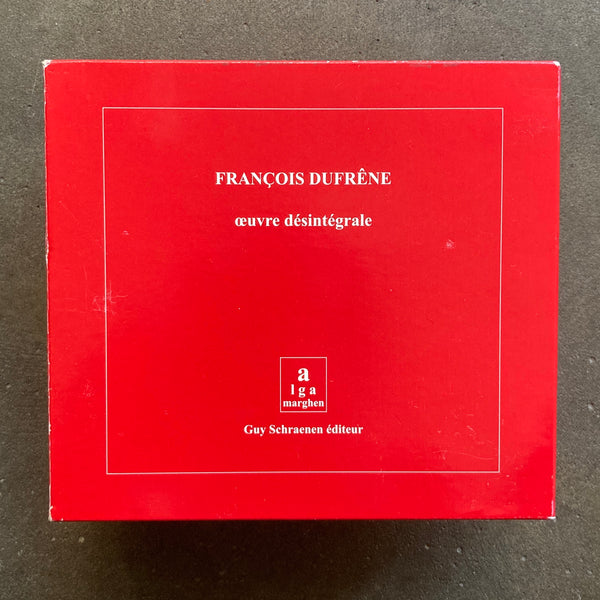 FRANÇOIS DUFRÊNE
œuvre désintégrale
a
l g a
marghen
Guy Schraenen éditeur